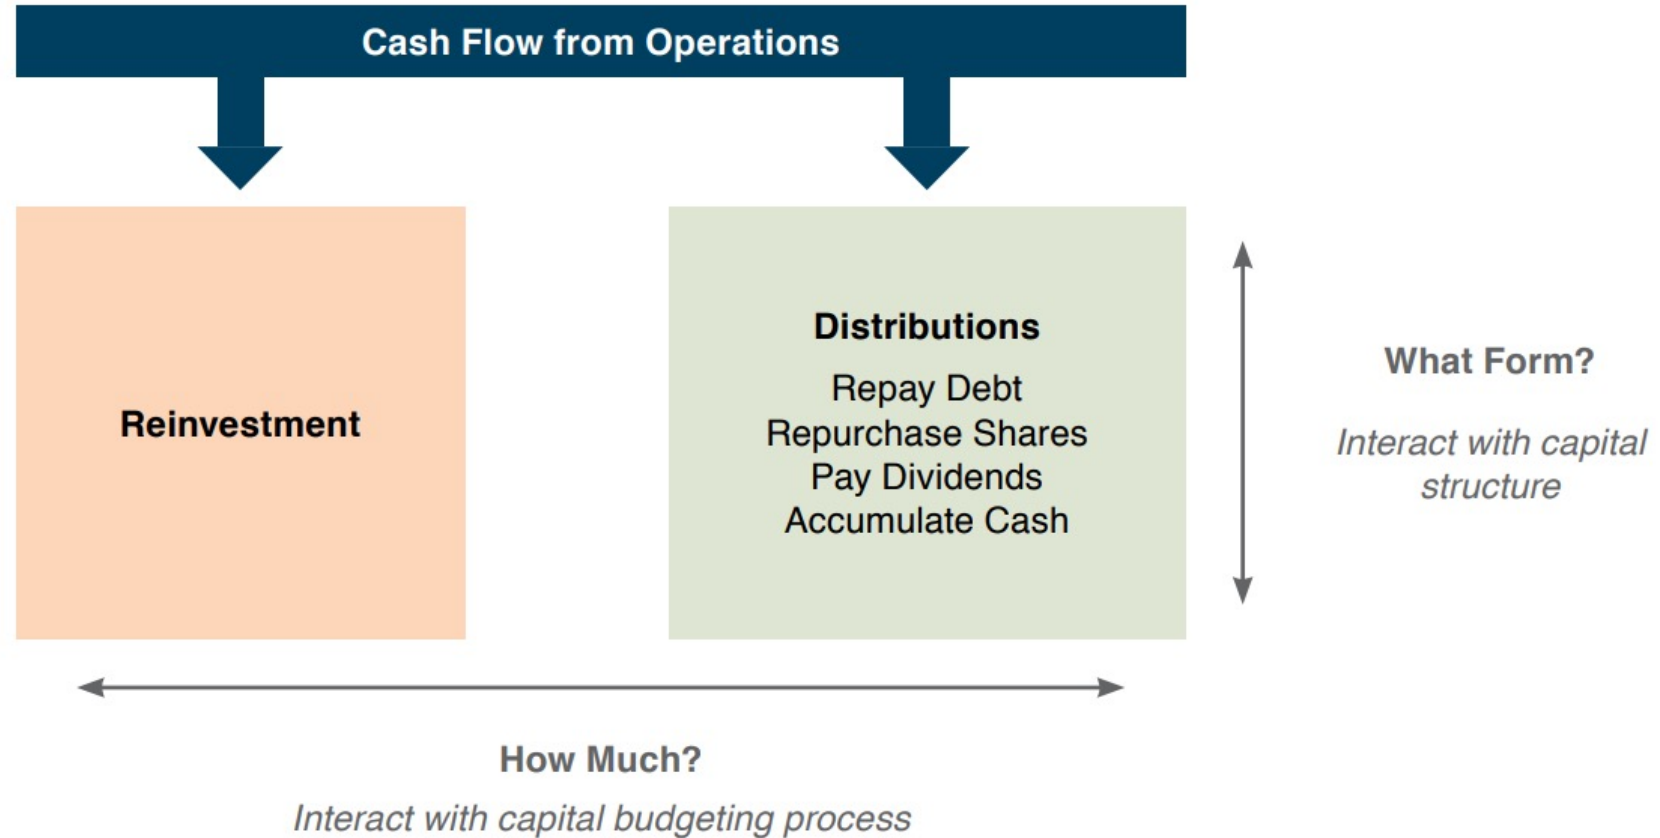 Cash Flow from Operations
Reinvestment
Distributions
Repay Debt
Repurchase Shares
Pay Dividends
Accumulate Cash
What Form?
Interact with capital
structure
How Much?
Interact with capital budgeting process